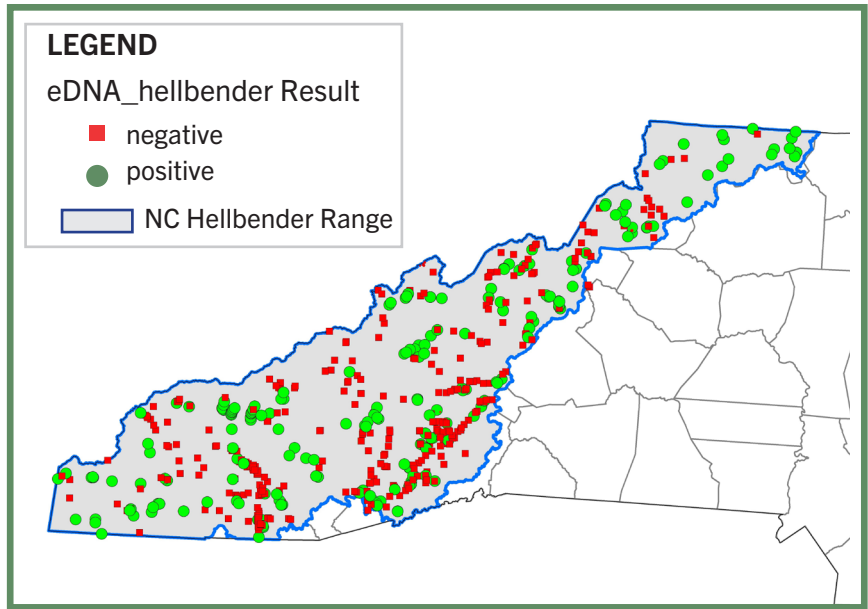 LEGEND
eDNA_hellbender Result
negative
positive
NC Hellbender Range